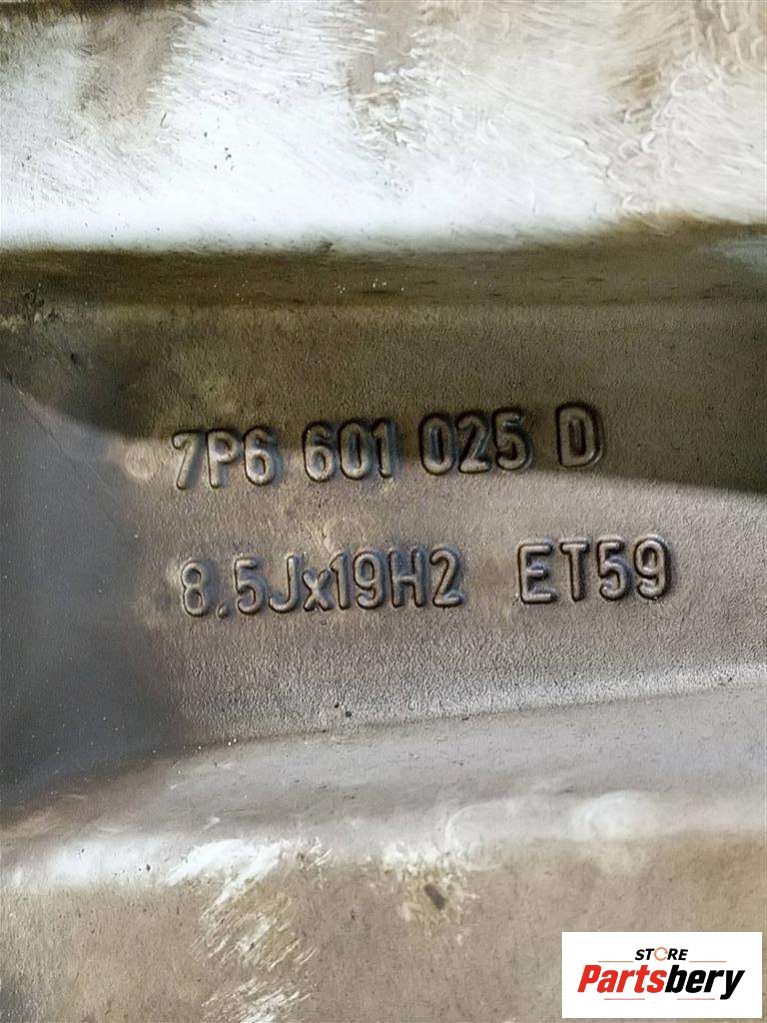 7P6 601 025 D
8.5Jx19H2 ET59
STORE
Partsbery